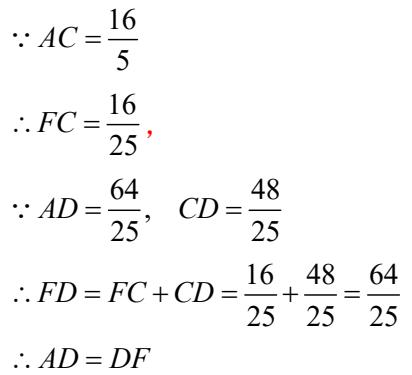 ∵ AC = 16/5
∴ FC = 16/25 ,
∵ AD = 64/25, CD = 48/25
∴ FD = FC + CD = 16/25 + 48/25 = 64/25
∴ AD = DF